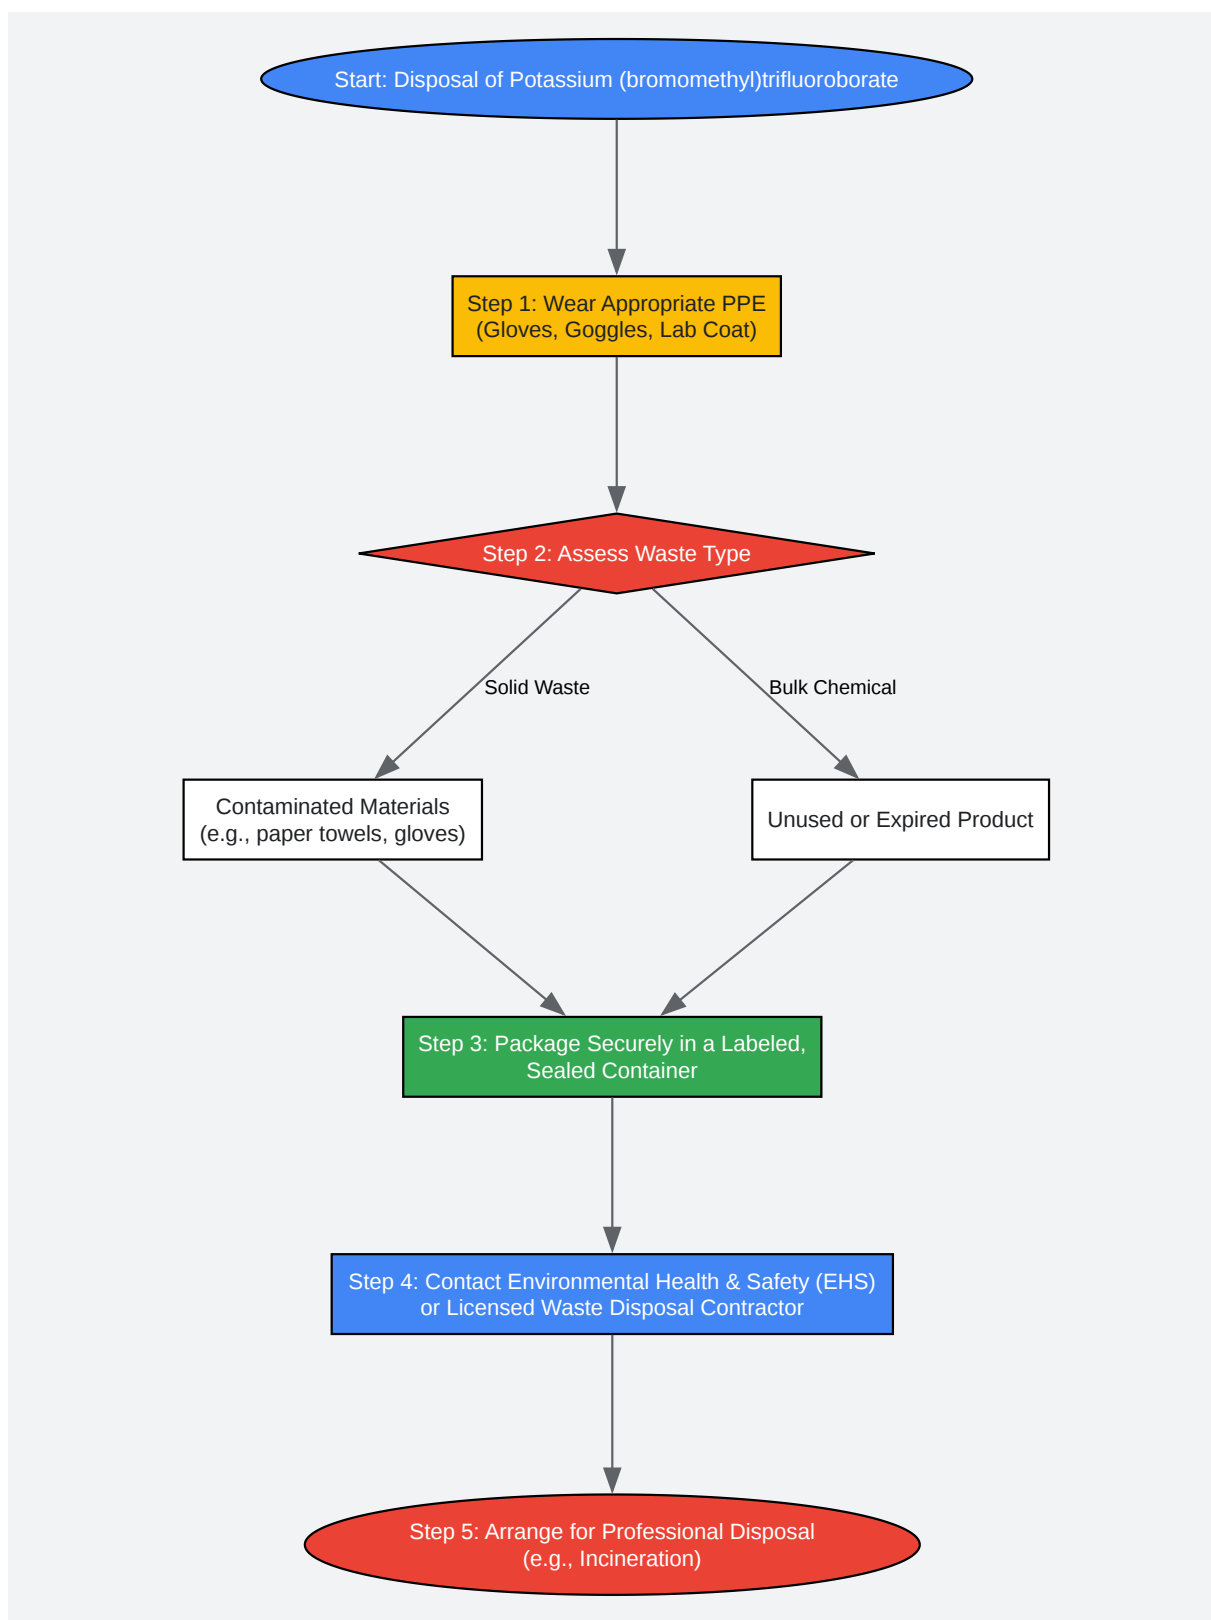 Start: Disposal of Potassium (bromomethyl)trifluoroborate
Step 1: Wear Appropriate PPE
(Gloves, Goggles, Lab Coat)
Step 2: Assess Waste Type
Solid Waste
Bulk Chemical
Contaminated Materials
(e.g., paper towels, gloves)
Unused or Expired Product
Step 3: Package Securely in a Labeled,
Sealed Container
Step 4: Contact Environmental Health & Safety (EHS)
or Licensed Waste Disposal Contractor
Step 5: Arrange for Professional Disposal
(e.g., Incineration)